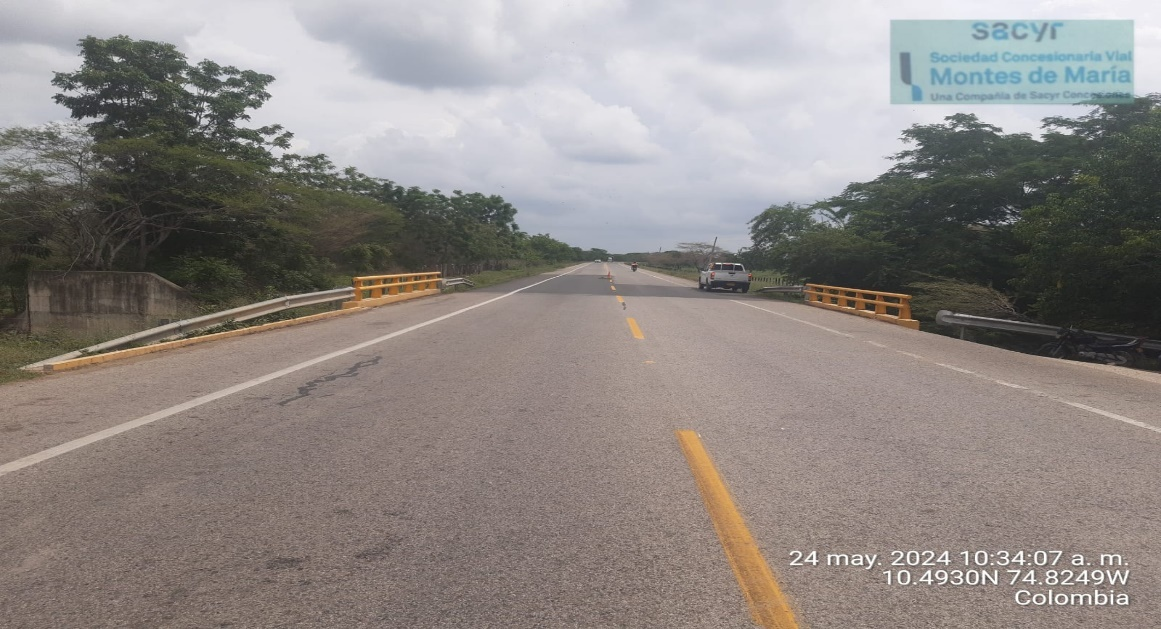 sacyr
Sociedad Concesionaria Vial
Montes de María
Una Compañía de Sacyr Concesiones
24 may. 2024 10:34:07 a. m.
10.4930N 74.8249W
Colombia